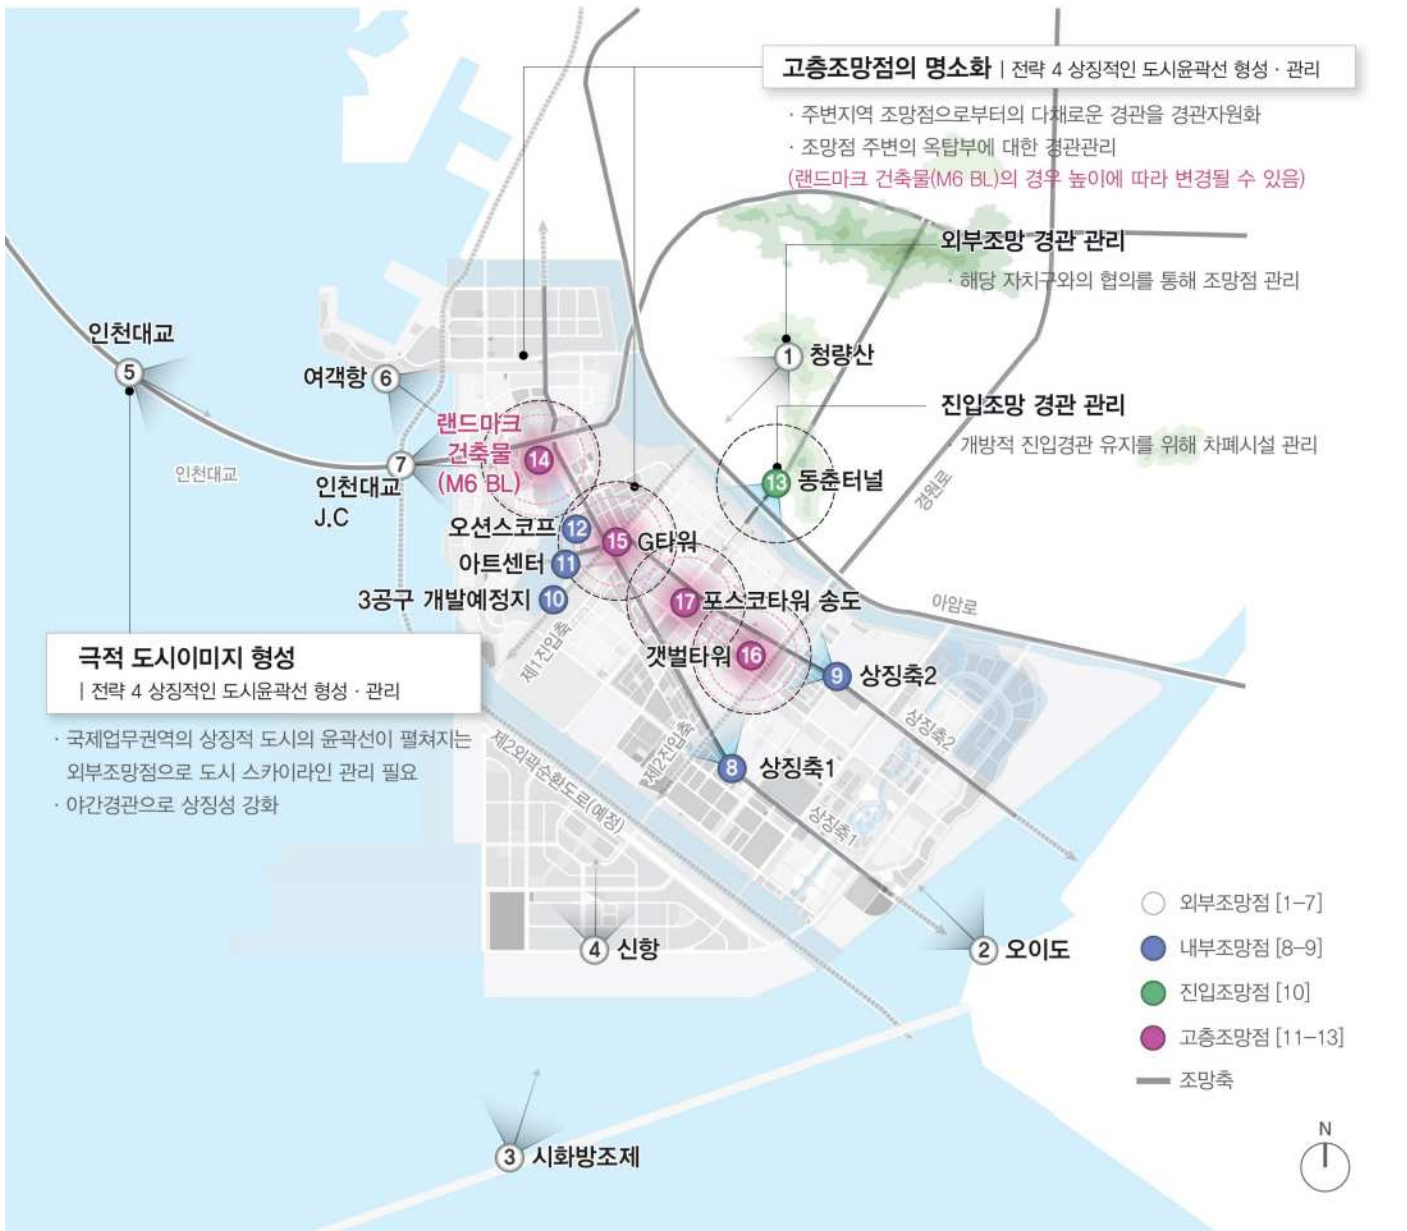 고층조망점의 명소화 | 전략 4 상징적인 도시윤곽선 형성 · 관리
· 주변지역 조망점으로부터의 다채로운 경관을 경관자원화
· 조망점 주변의 옥탑부에 대한 경관관리
(랜드마크 건축물(M6 BL)의 경우 높이에 따라 변경될 수 있음)
외부조망 경관 관리
· 해당 자치구와의 협의를 통해 조망점 관리
인천대교
5
여객항 6
1 청량산
진입조망 경관 관리
· 개방적 진입경관 유지를 위해 차폐시설 관리
랜드마크
건축물
(M6 BL)
14
7
인천대교
인천대교
J.C
13 동춘터널
경원로
오션스코프 12
15 G타워
아트센터 11
3공구 개발예정지 10
17 포스코타워 송도
아암로
제1진입축
갯벌타워 16
9 상징축2
극적 도시이미지 형성
| 전략 4 상징적인 도시윤곽선 형성 · 관리
· 국제업무권역의 상징적 도시의 윤곽선이 펼쳐지는
외부조망점으로 도시 스카이라인 관리 필요
· 야간경관으로 상징성 강화
상징축2
제2진입축
제2외곽순환도로(예정)
8 상징축1
상징축1
4 신항
2 오이도
3 시화방조제
외부조망점 [1-7]
내부조망점 [8-9]
진입조망점 [10]
고층조망점 [11-13]
조망축
N